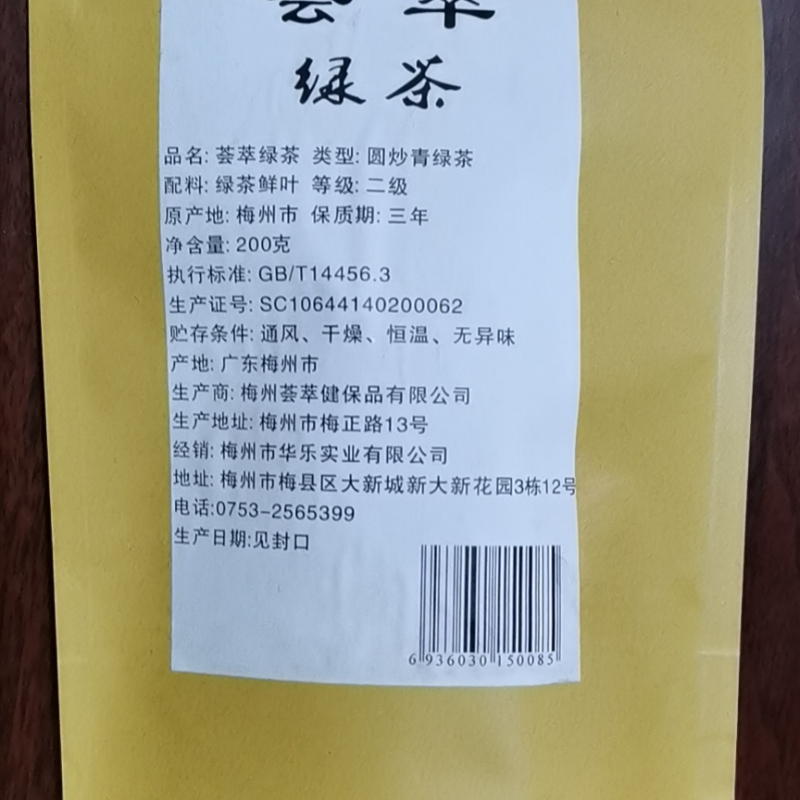 荟萃
绿茶
品名: 荟萃绿茶 类型: 圆炒青绿茶
配料: 绿茶鲜叶 等级: 二级
原产地: 梅州市 保质期: 三年
净含量: 200克
执行标准: GB/T14456.3
生产证号: SC10644140200062
贮存条件: 通风、干燥、恒温、无异味
产地: 广东梅州市
生产商: 梅州荟萃健保品有限公司
生产地址: 梅州市梅正路13号
经销: 梅州市华乐实业有限公司
地址: 梅州市梅县区大新城新大新花园3栋12号
电话:0753-2565399
生产日期:见封口
6 936030 150085